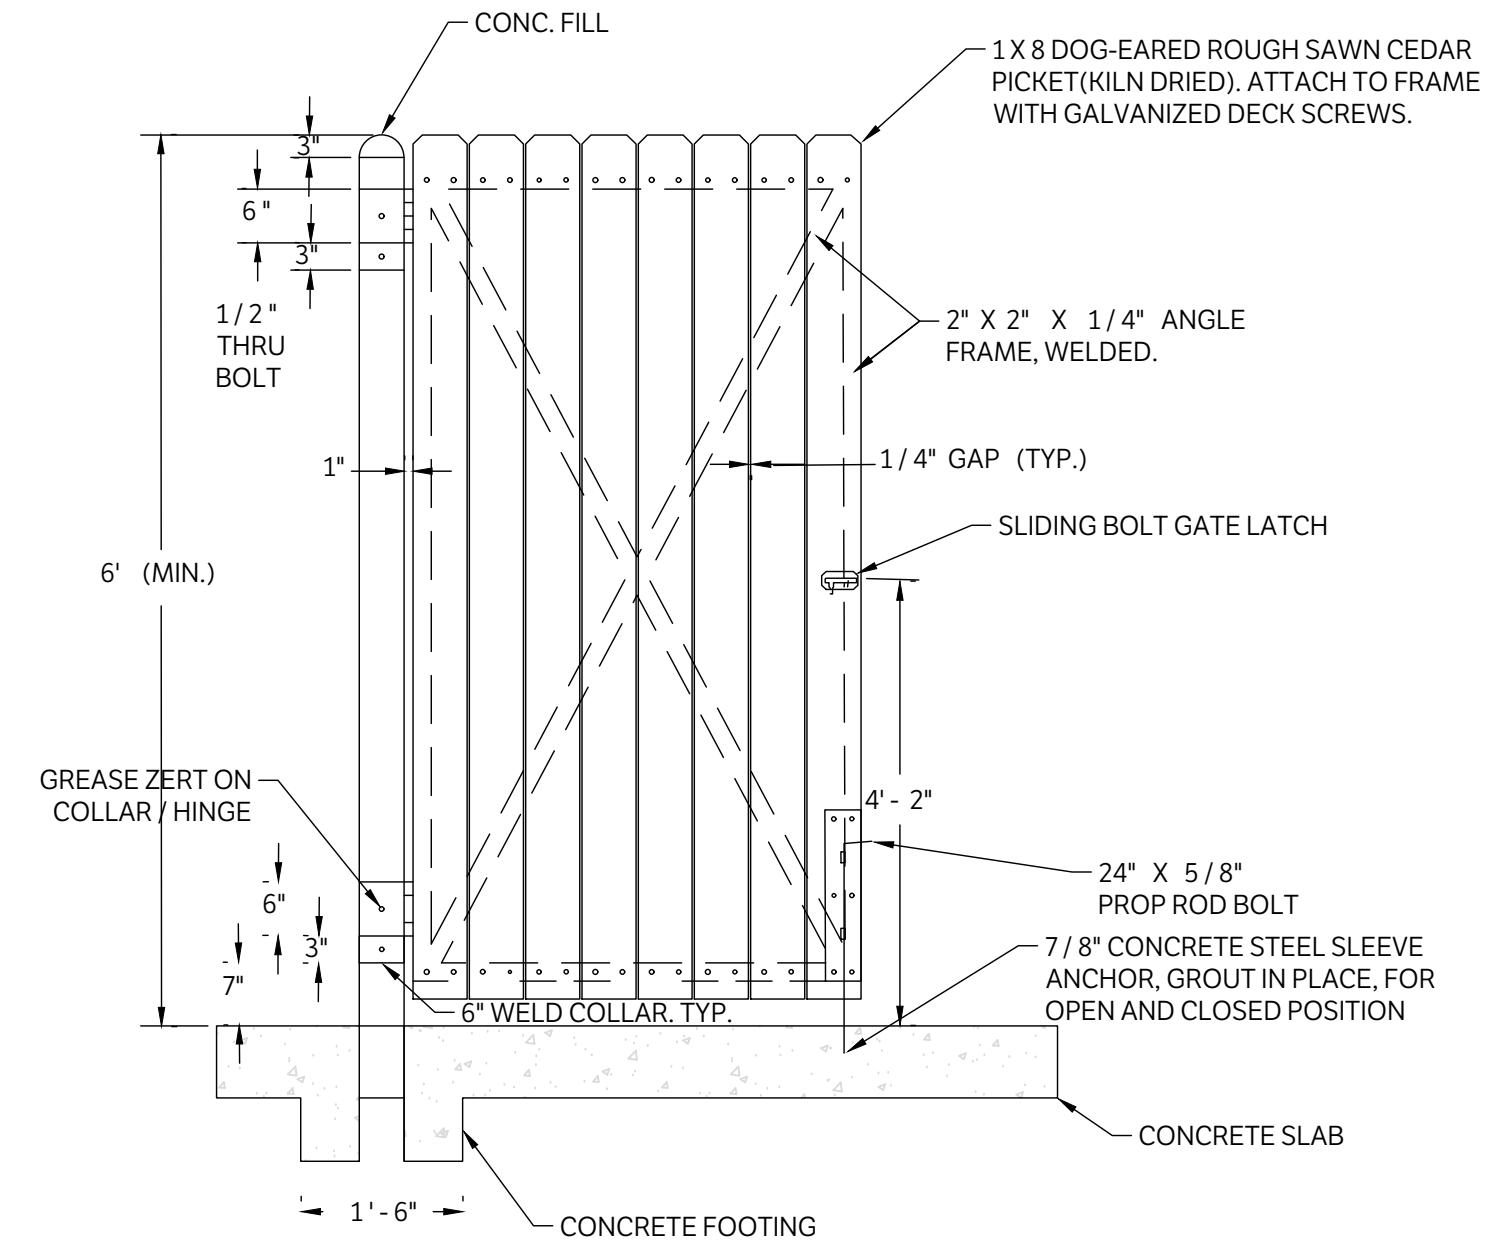 CONC. FILL
1 X 8 DOG-EARED ROUGH SAWN CEDAR
PICKET(KILN DRIED). ATTACH TO FRAME
WITH GALVANIZED DECK SCREWS.
3"
6"
3"
1/2"
THRU
BOLT
2" X 2" X 1/4" ANGLE
FRAME, WELDED.
1"
1/4" GAP (TYP.)
SLIDING BOLT GATE LATCH
6' (MIN.)
GREASE ZERT ON
COLLAR / HINGE
4'- 2"
24" X 5/8"
PROP ROD BOLT
6"
3"
7"
7/8" CONCRETE STEEL SLEEVE
ANCHOR, GROUT IN PLACE, FOR
OPEN AND CLOSED POSITION
6" WELD COLLAR. TYP.
CONCRETE SLAB
1'-6"
CONCRETE FOOTING